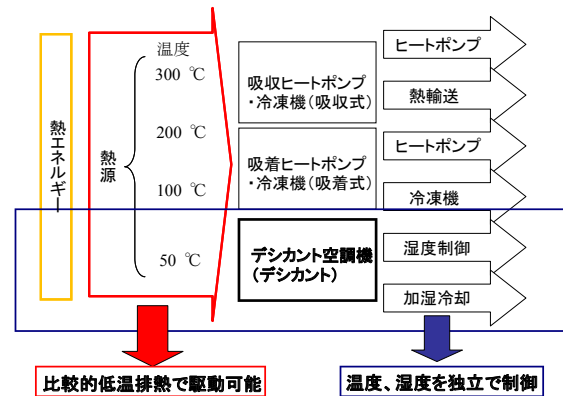 熱エネルギー
熱源
温度
300 ℃
200 ℃
100 ℃
50 ℃
吸収ヒートポンプ
・冷凍機(吸収式)
吸着ヒートポンプ
・冷凍機(吸着式)
デシカント空調機
(デシカント)
ヒートポンプ
熱輸送
ヒートポンプ
冷凍機
湿度制御
加湿冷却
比較的低温排熱で駆動可能
温度、湿度を独立で制御